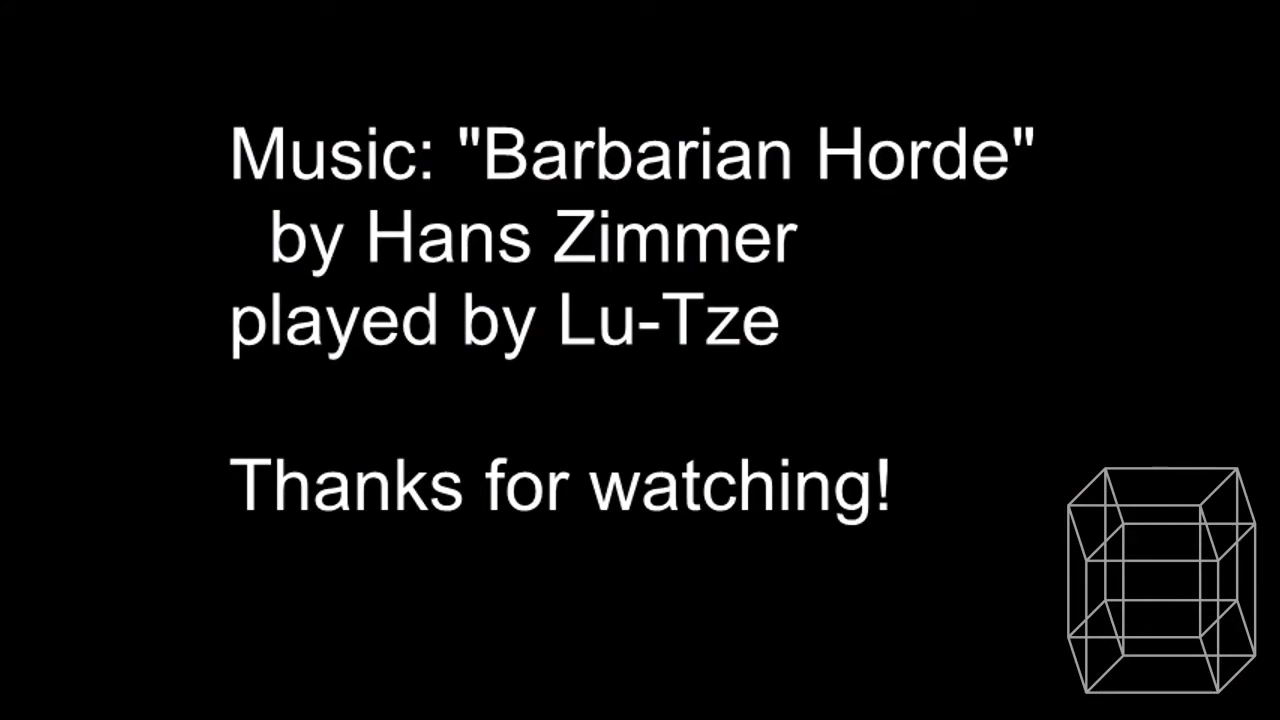 Music: "Barbarian Horde"
by Hans Zimmer
played by Lu-Tze
Thanks for watching!